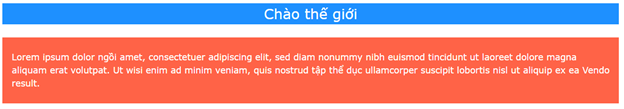 Chào thế giới
Lorem ipsum dolor ngồi amet, consectetuer adipiscing elit, sed diam nonummy nibh euismod tincidunt ut laoreet dolore magna
aliquam erat volutpat. Ut wisi enim ad minim veniam, quis nostrud tập thể dục ullamcorper suscipit lobortis nisl ut aliquip ex ea Vendo
result.